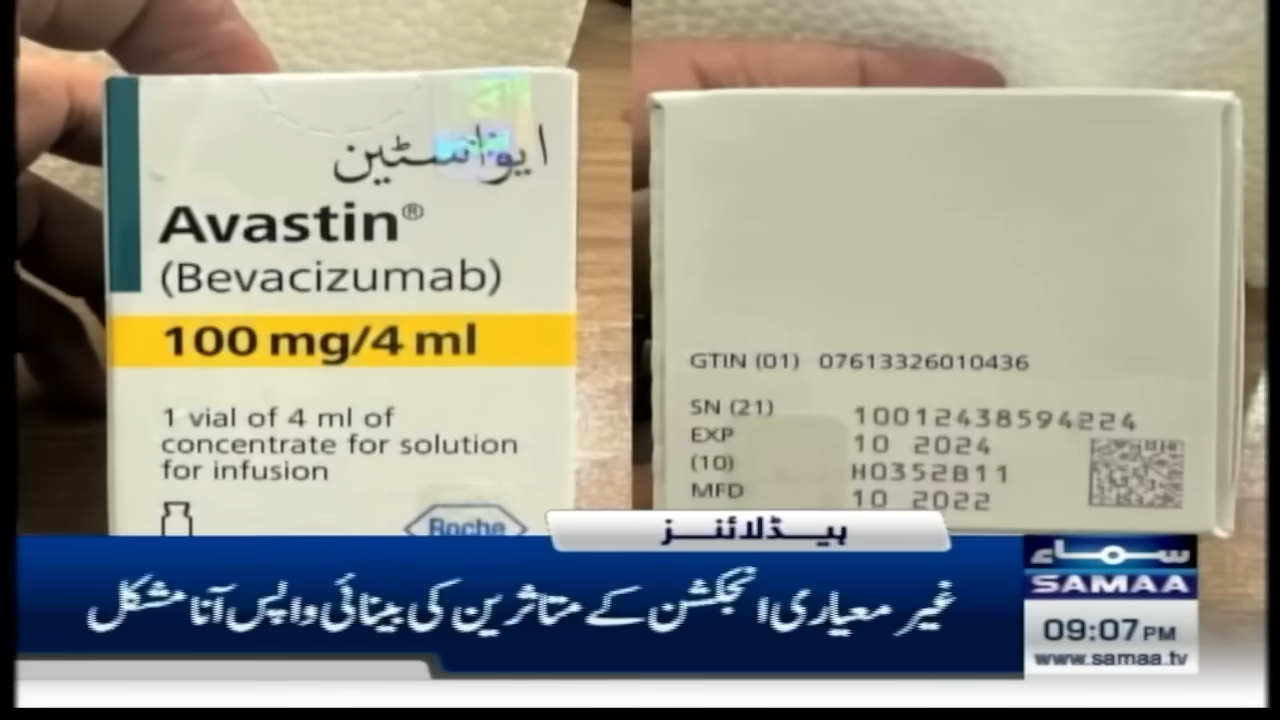 ایواسٹین
Avastin®
(Bevacizumab)
100 mg/4 ml
1 vial of 4 ml of
concentrate for solution
for infusion
Roche
GTIN (01) 07613326010436
SN (21) 10012438594224
EXP 10 2024
(10) H0352B11
MFD 10 2022
ہیڈلائنز
غیر معیاری انجکشن کے متاثرین کی بینائی واپس آنا مشکل
سماء
SAMAA
09:07 PM
www.samaa.tv